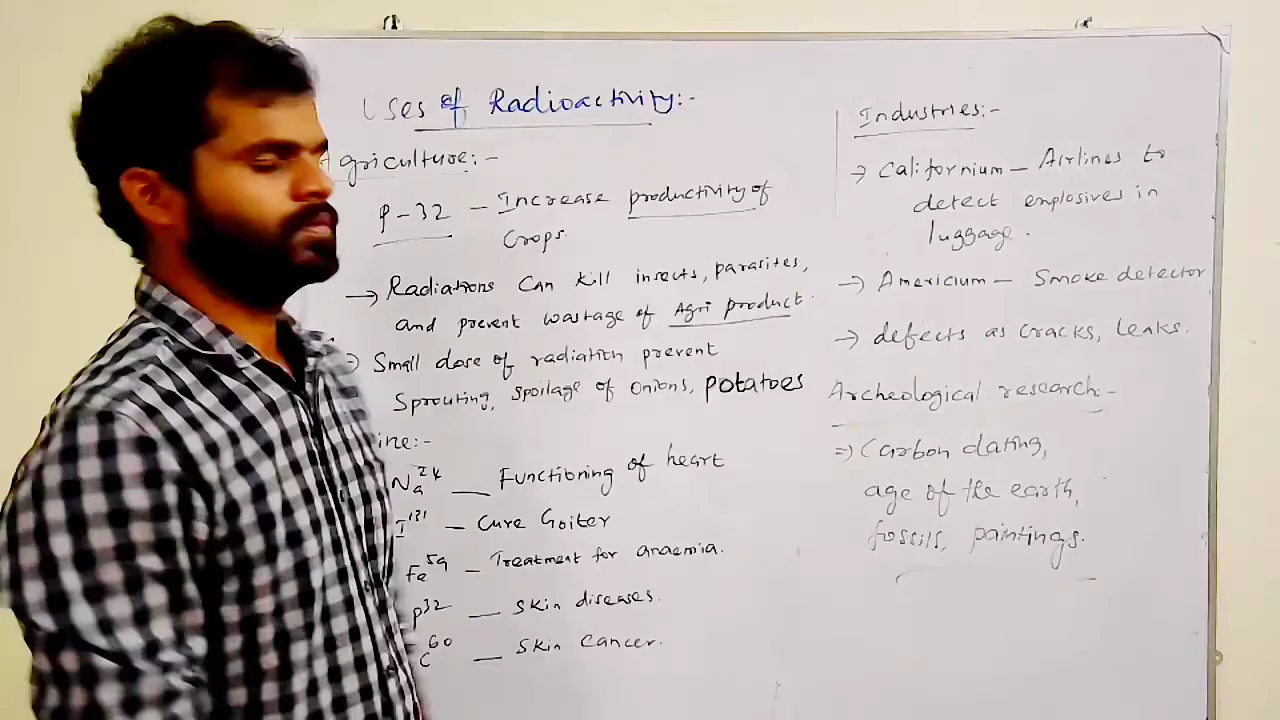 Uses of Radioactivity:-
griculture:-
P-32 - Increase productivity of
Crops.
→ Radiations can kill insects, parasites,
and prevent wastage of Agri product.
⇒ Small dose of radiation prevent
Sprouting, spoilage of onions, potatoes
ine:-
Na24 — Functioning of heart
I131 - Cure Goiter
Fe59 - Treatment for anaemia.
P32 — Skin diseases.
C60 — Skin Cancer.
Industries:-
→ Californium - Airlines to
detect explosives in
luggage.
→ Americium - Smoke detector
→ defects as cracks, leaks.
Archeological research:-
⇒ Carbon dating,
age of the earth,
fossils, paintings.